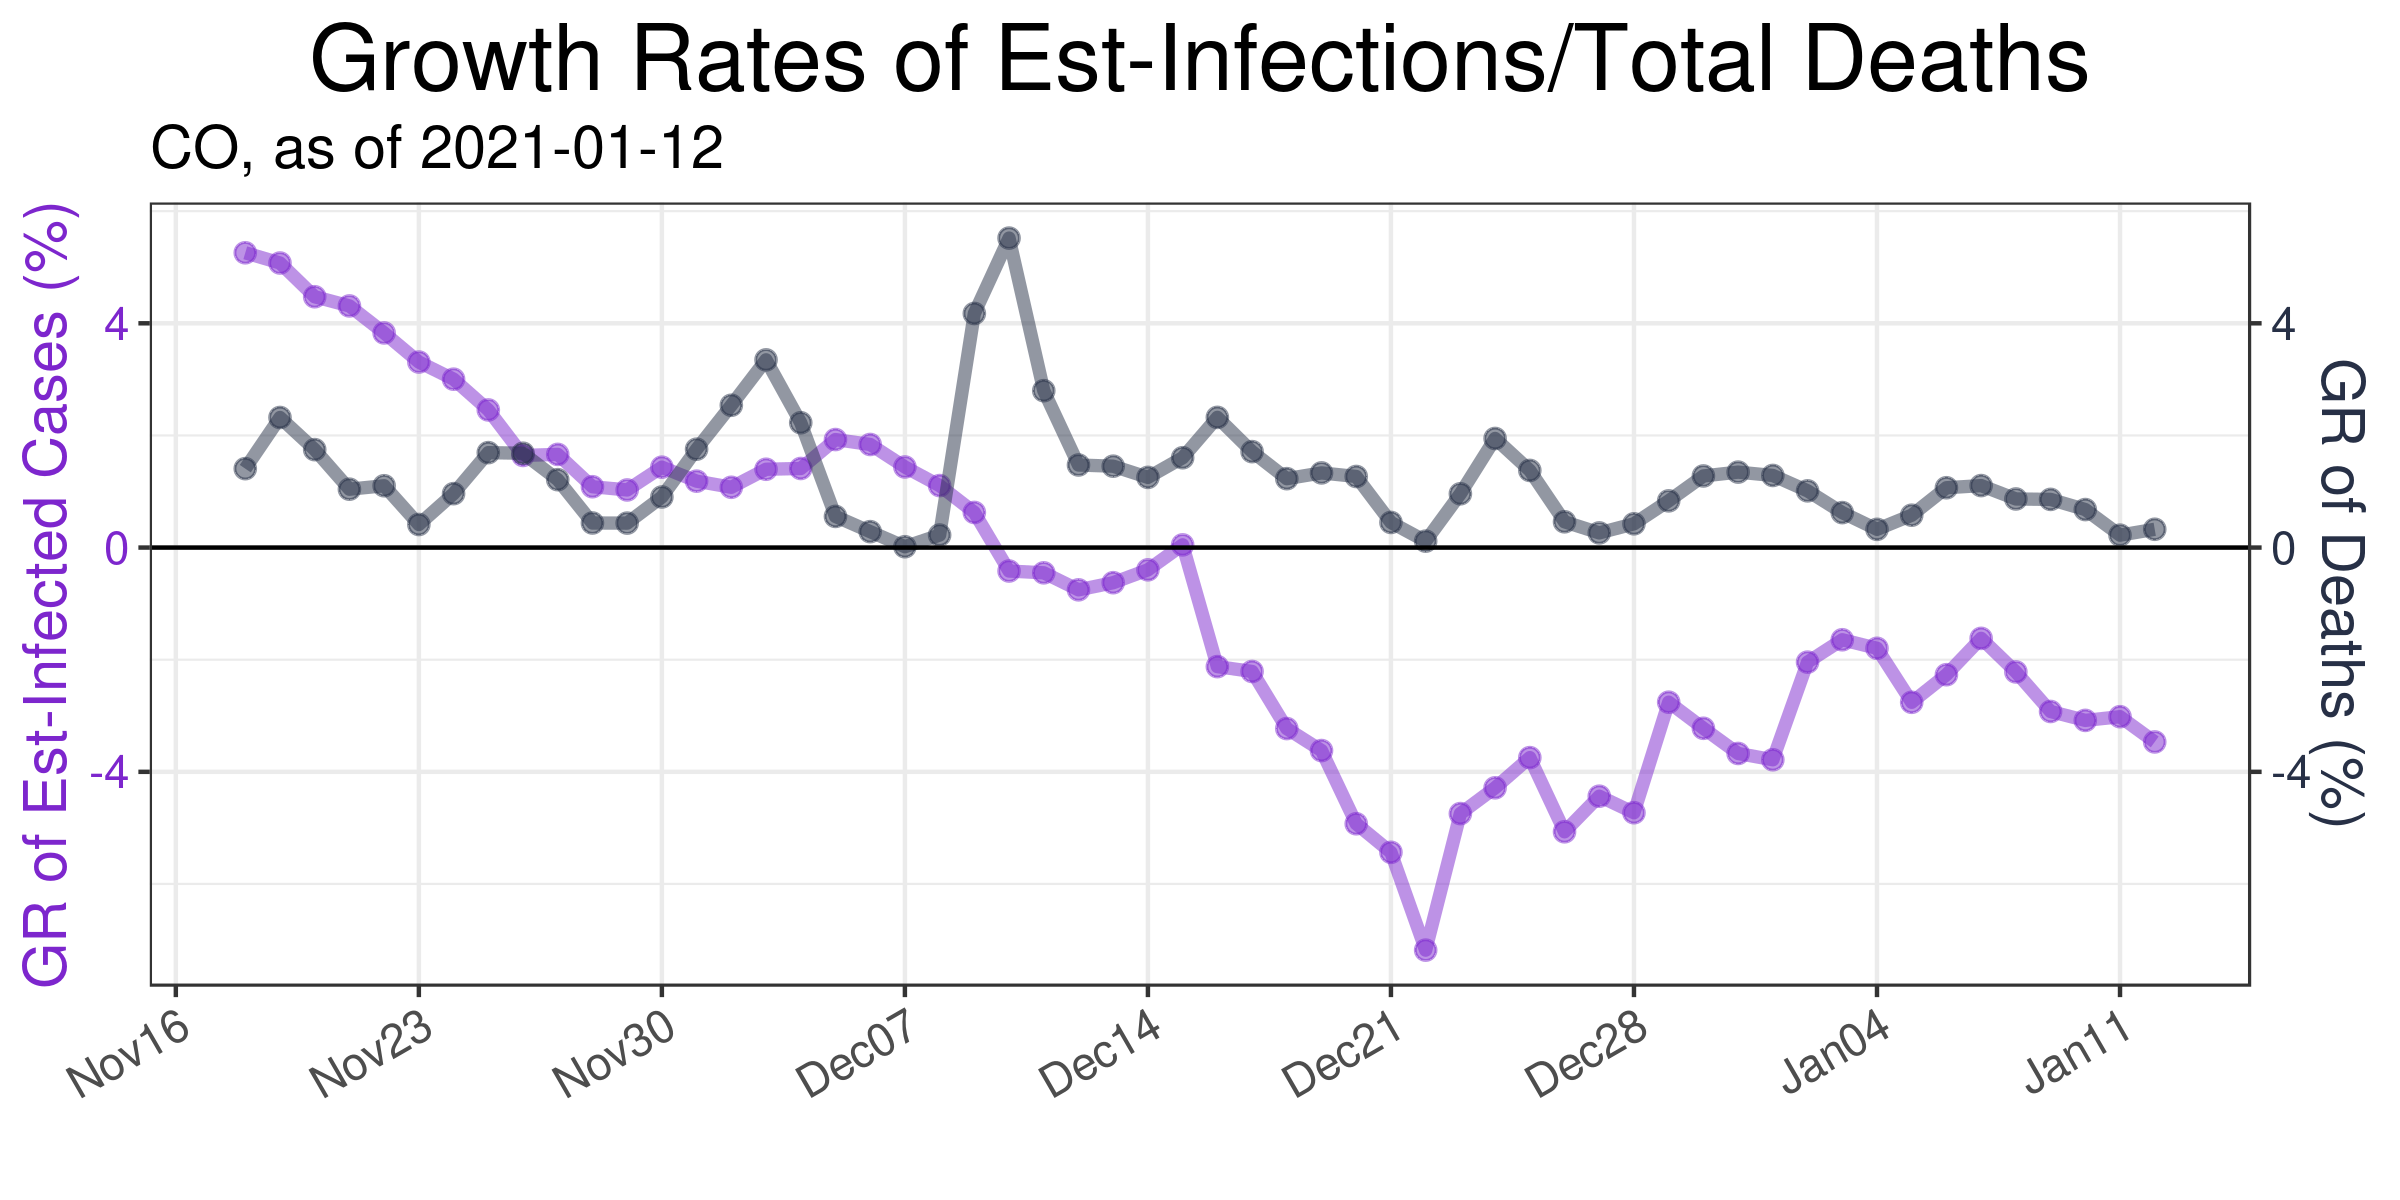 Growth Rates of Est-Infections/Total Deaths
CO, as of 2021-01-12
GR of Est-Infected Cases (%)
4
0
-4
4
0
-4
GR of Deaths (%)
Nov16
Nov23
Nov30
Dec07
Dec14
Dec21
Dec28
Jan04
Jan11